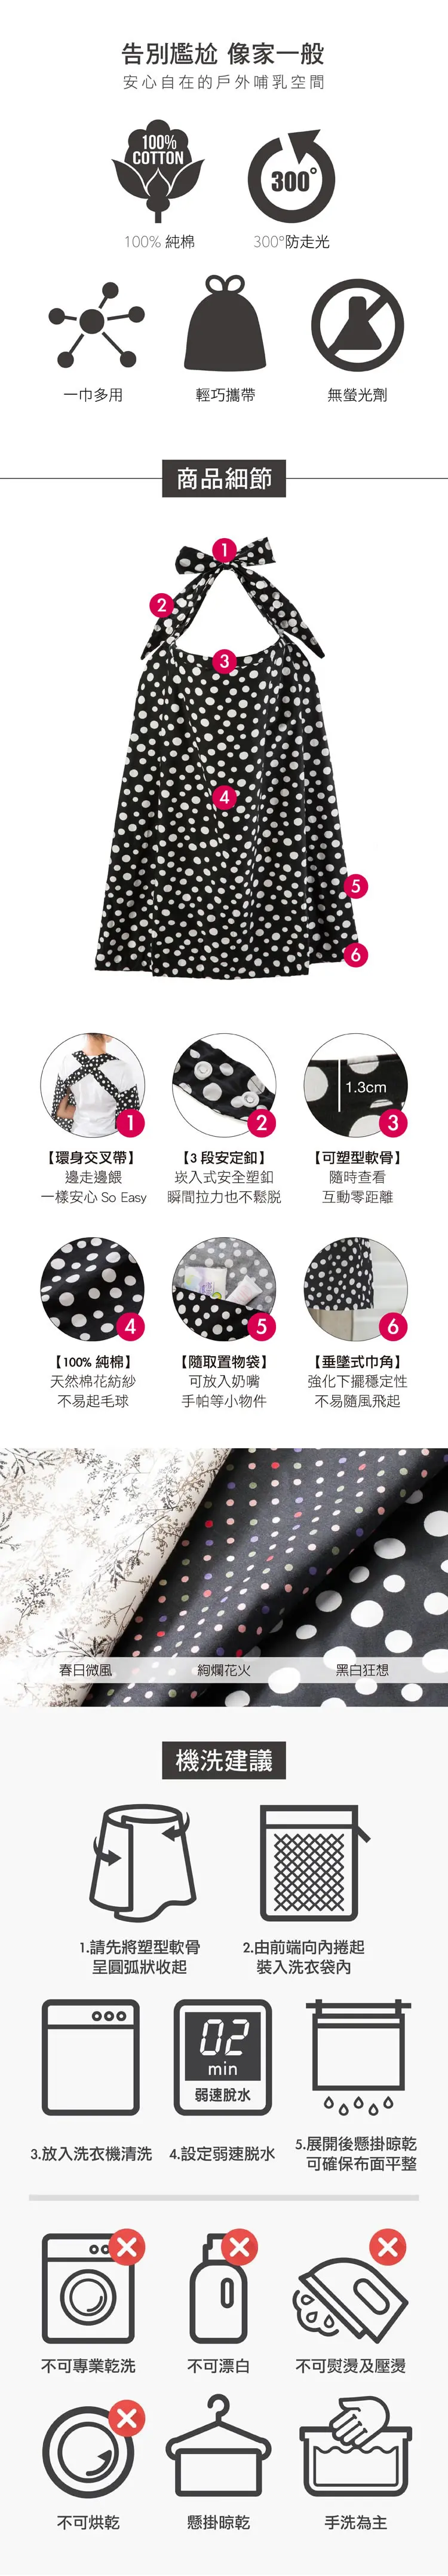 告別尷尬 像家一般
安心自在的戶外哺乳空間
100%
COTTON
300°
100% 純棉
300°防走光
一巾多用
輕巧攜帶
無螢光劑
商品細節
1
2
3
4
5
6
1
2
1.3cm
3
【環身交叉帶】
邊走邊餵
一樣安心 So Easy
【3 段安定釦】
崁入式安全塑釦
瞬間拉力也不鬆脫
【可塑型軟骨】
隨時查看
互動零距離
4
5
6
【100% 純棉】
天然棉花紡紗
不易起毛球
【隨取置物袋】
可放入奶嘴
手帕等小物件
【垂墜式巾角】
強化下擺穩定性
不易隨風飛起
春日微風
絢爛花火
黑白狂想
機洗建議
1.請先將塑型軟骨
呈圓弧狀收起
2.由前端向內捲起
裝入洗衣袋內
02
min
弱速脫水
3.放入洗衣機清洗
4.設定弱速脫水
5.展開後懸掛晾乾
可確保布面平整
不可專業乾洗
不可漂白
不可熨燙及壓燙
不可烘乾
懸掛晾乾
手洗為主